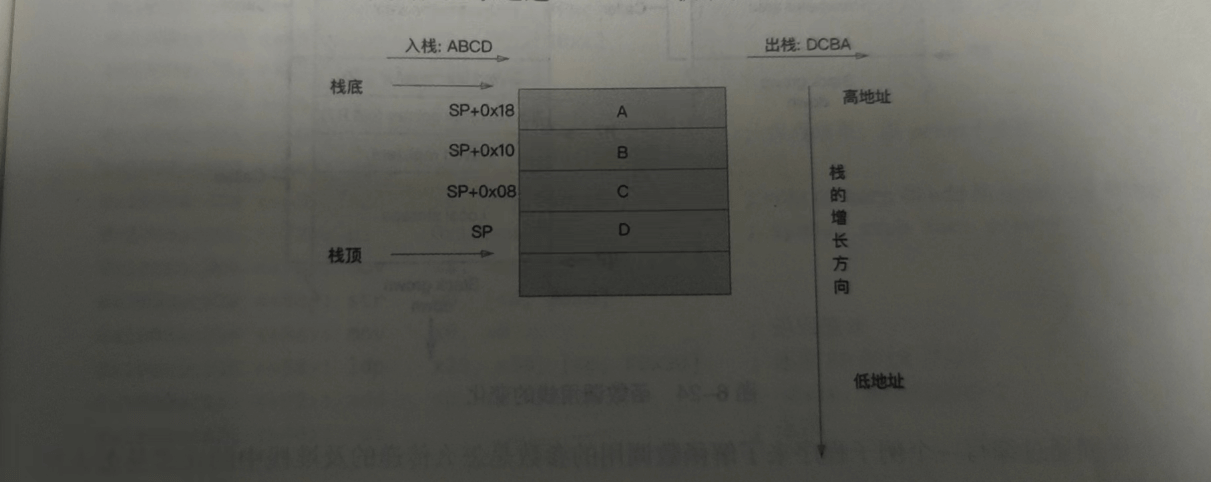 入栈: ABCD
出栈: DCBA
栈底
高地址
SP+0x18
A
SP+0x10
B
SP+0x08
C
SP
D
栈顶
栈的增长方向
低地址